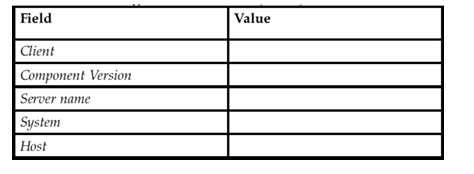 Field Value
Client
Component Version
Server name
System
Host